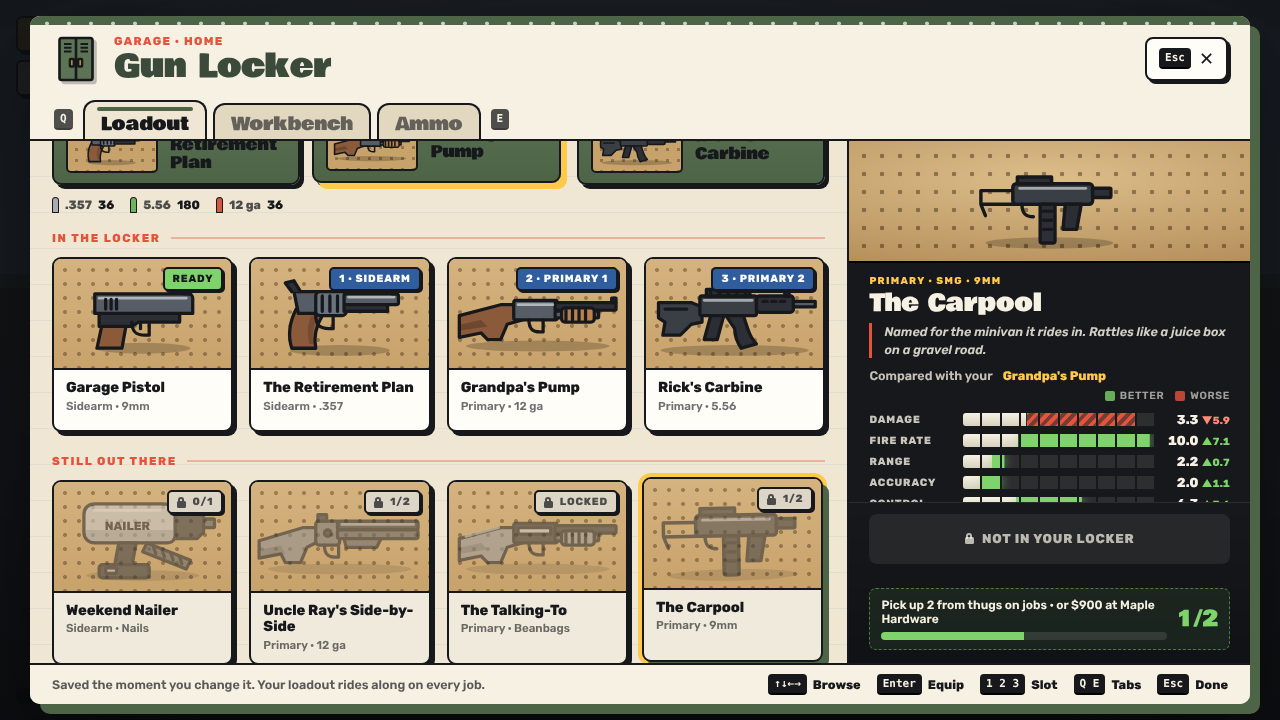 GARAGE • HOME
Gun Locker
Esc ✕
Q Loadout Workbench Ammo E
Retirement Plan
Pump
Carbine
.357 36 5.56 180 12 ga 36
IN THE LOCKER
READY
1 • SIDEARM
2 • PRIMARY 1
3 • PRIMARY 2
Garage Pistol
Sidearm • 9mm
The Retirement Plan
Sidearm • .357
Grandpa's Pump
Primary • 12 ga
Rick's Carbine
Primary • 5.56
STILL OUT THERE
0/1
NAILER
1/2
LOCKED
1/2
Weekend Nailer
Sidearm • Nails
Uncle Ray's Side-by-
Side
Primary • 12 ga
The Talking-To
Primary • Beanbags
The Carpool
Primary • 9mm
PRIMARY • SMG • 9MM
The Carpool
Named for the minivan it rides in. Rattles like a juice box
on a gravel road.
Compared with your Grandpa's Pump
BETTER WORSE
DAMAGE 3.3 ▼5.9
FIRE RATE 10.0 ▲7.1
RANGE 2.2 ▲0.7
ACCURACY 2.0 ▲1.1
NOT IN YOUR LOCKER
Pick up 2 from thugs on jobs • or $900 at Maple
Hardware
1/2
Saved the moment you change it. Your loadout rides along on every job.
↑↓←→ Browse Enter Equip 1 2 3 Slot Q E Tabs Esc Done